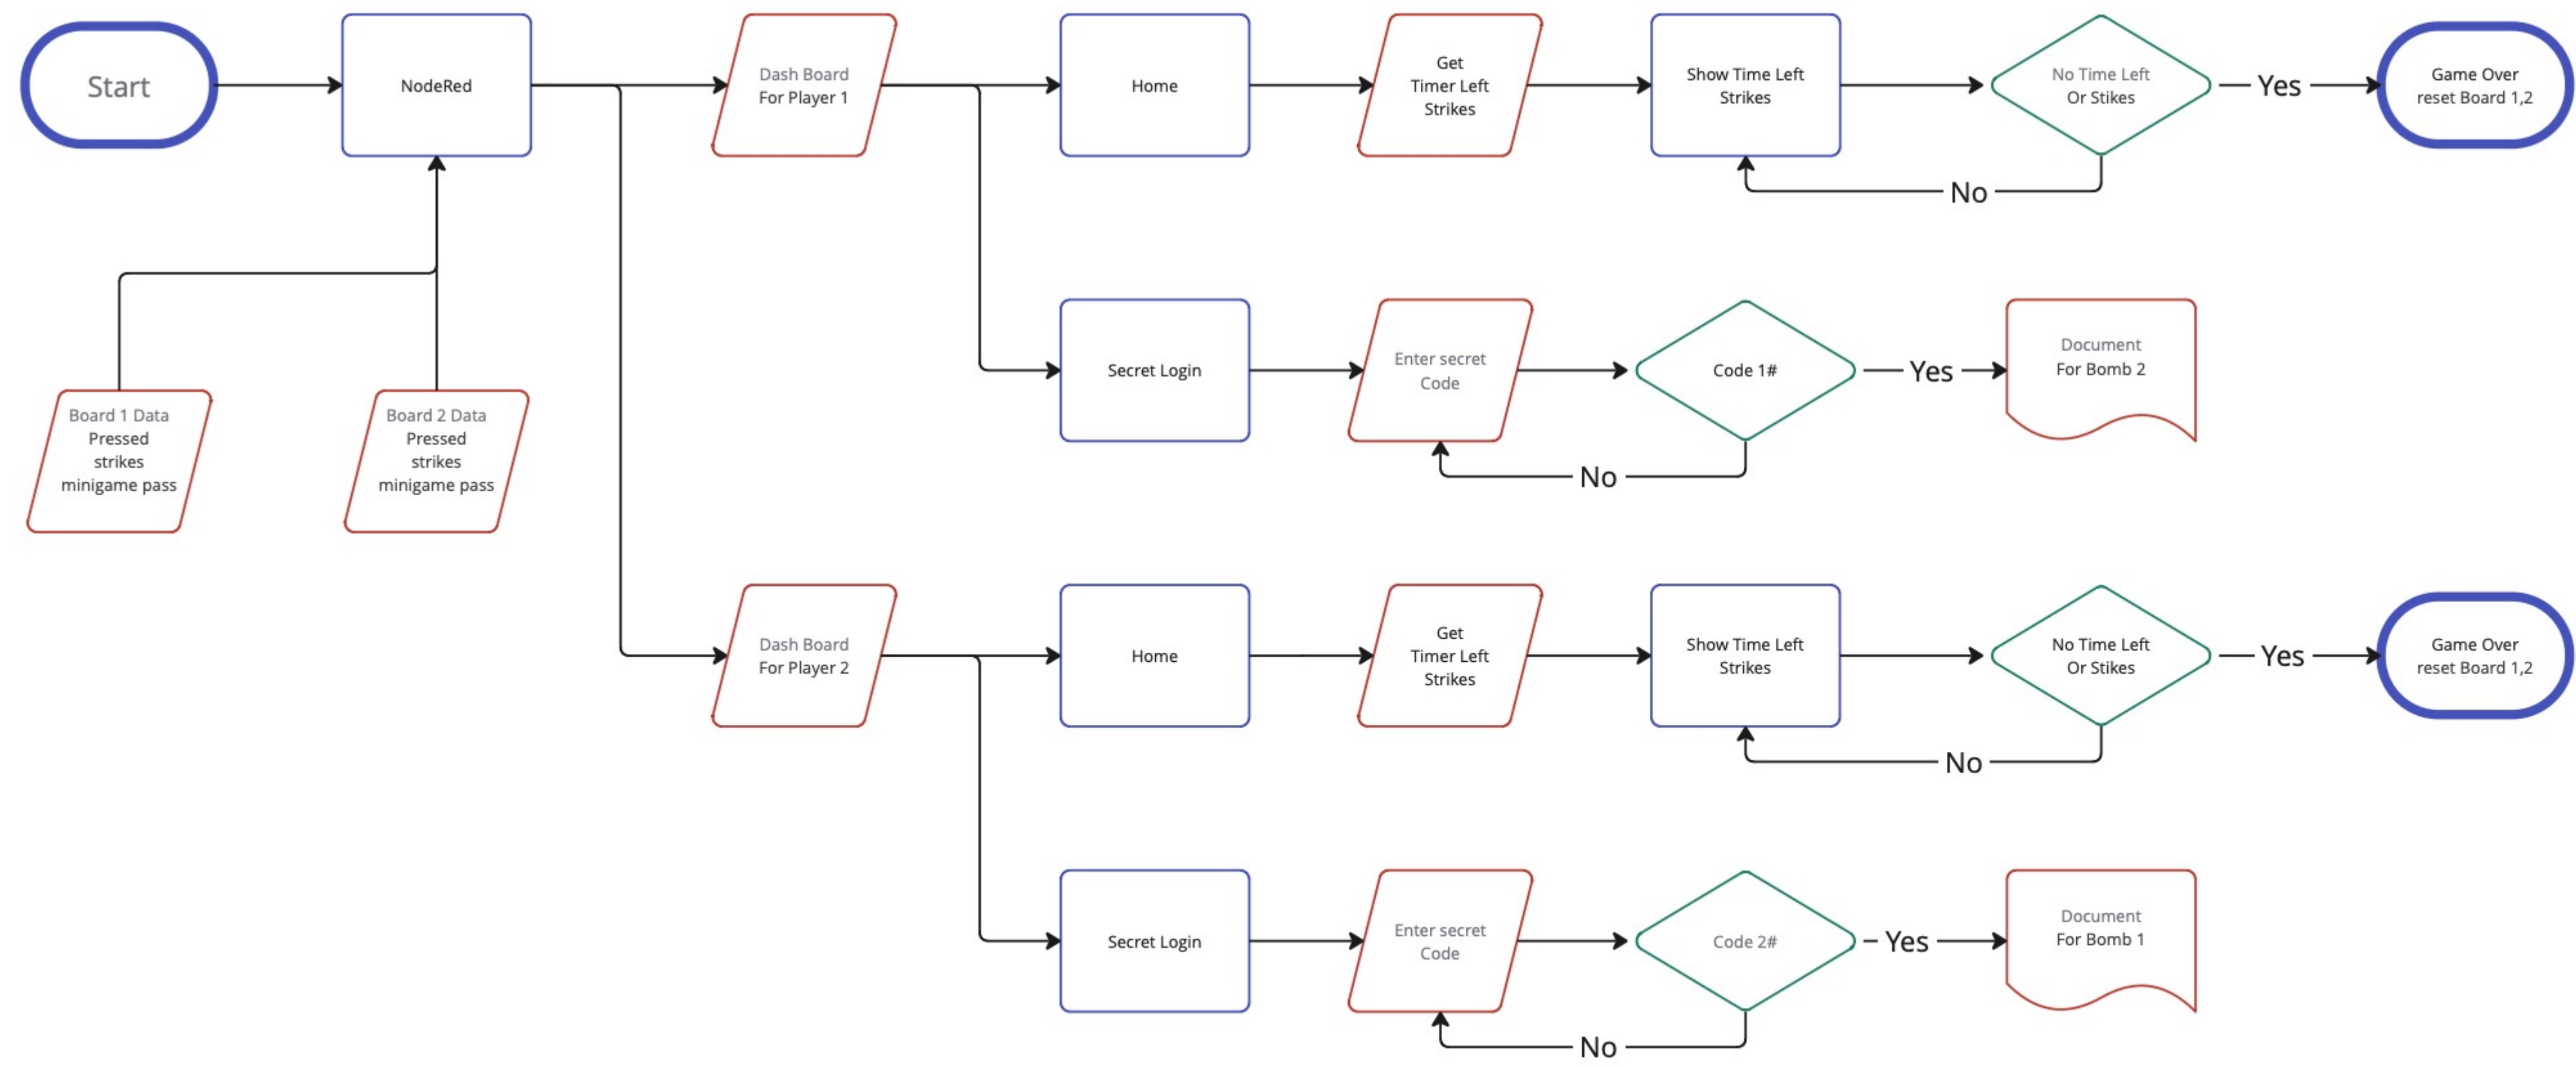 Start
NodeRed
Dash Board
For Player 1
Home
Get
Timer Left
Strikes
Show Time Left
Strikes
No Time Left
Or Stikes
Yes
Game Over
reset Board 1,2
No
Board 1 Data
Pressed
strikes
minigame pass
Board 2 Data
Pressed
strikes
minigame pass
Secret Login
Enter secret
Code
Code 1#
Yes
Document
For Bomb 2
No
Dash Board
For Player 2
Home
Get
Timer Left
Strikes
Show Time Left
Strikes
No Time Left
Or Stikes
Yes
Game Over
reset Board 1,2
No
Secret Login
Enter secret
Code
Code 2#
Yes
Document
For Bomb 1
No